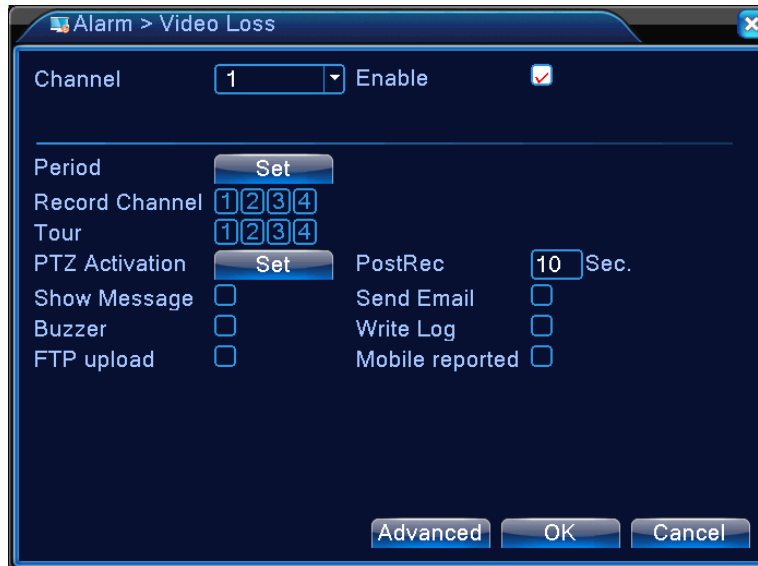 Alarm > Video Loss
Channel 1 Enable
Period Set
Record Channel 1 2 3 4
Tour 1 2 3 4
PTZ Activation Set PostRec 10 Sec.
Show Message Send Email
Buzzer Write Log
FTP upload Mobile reported
Advanced OK Cancel